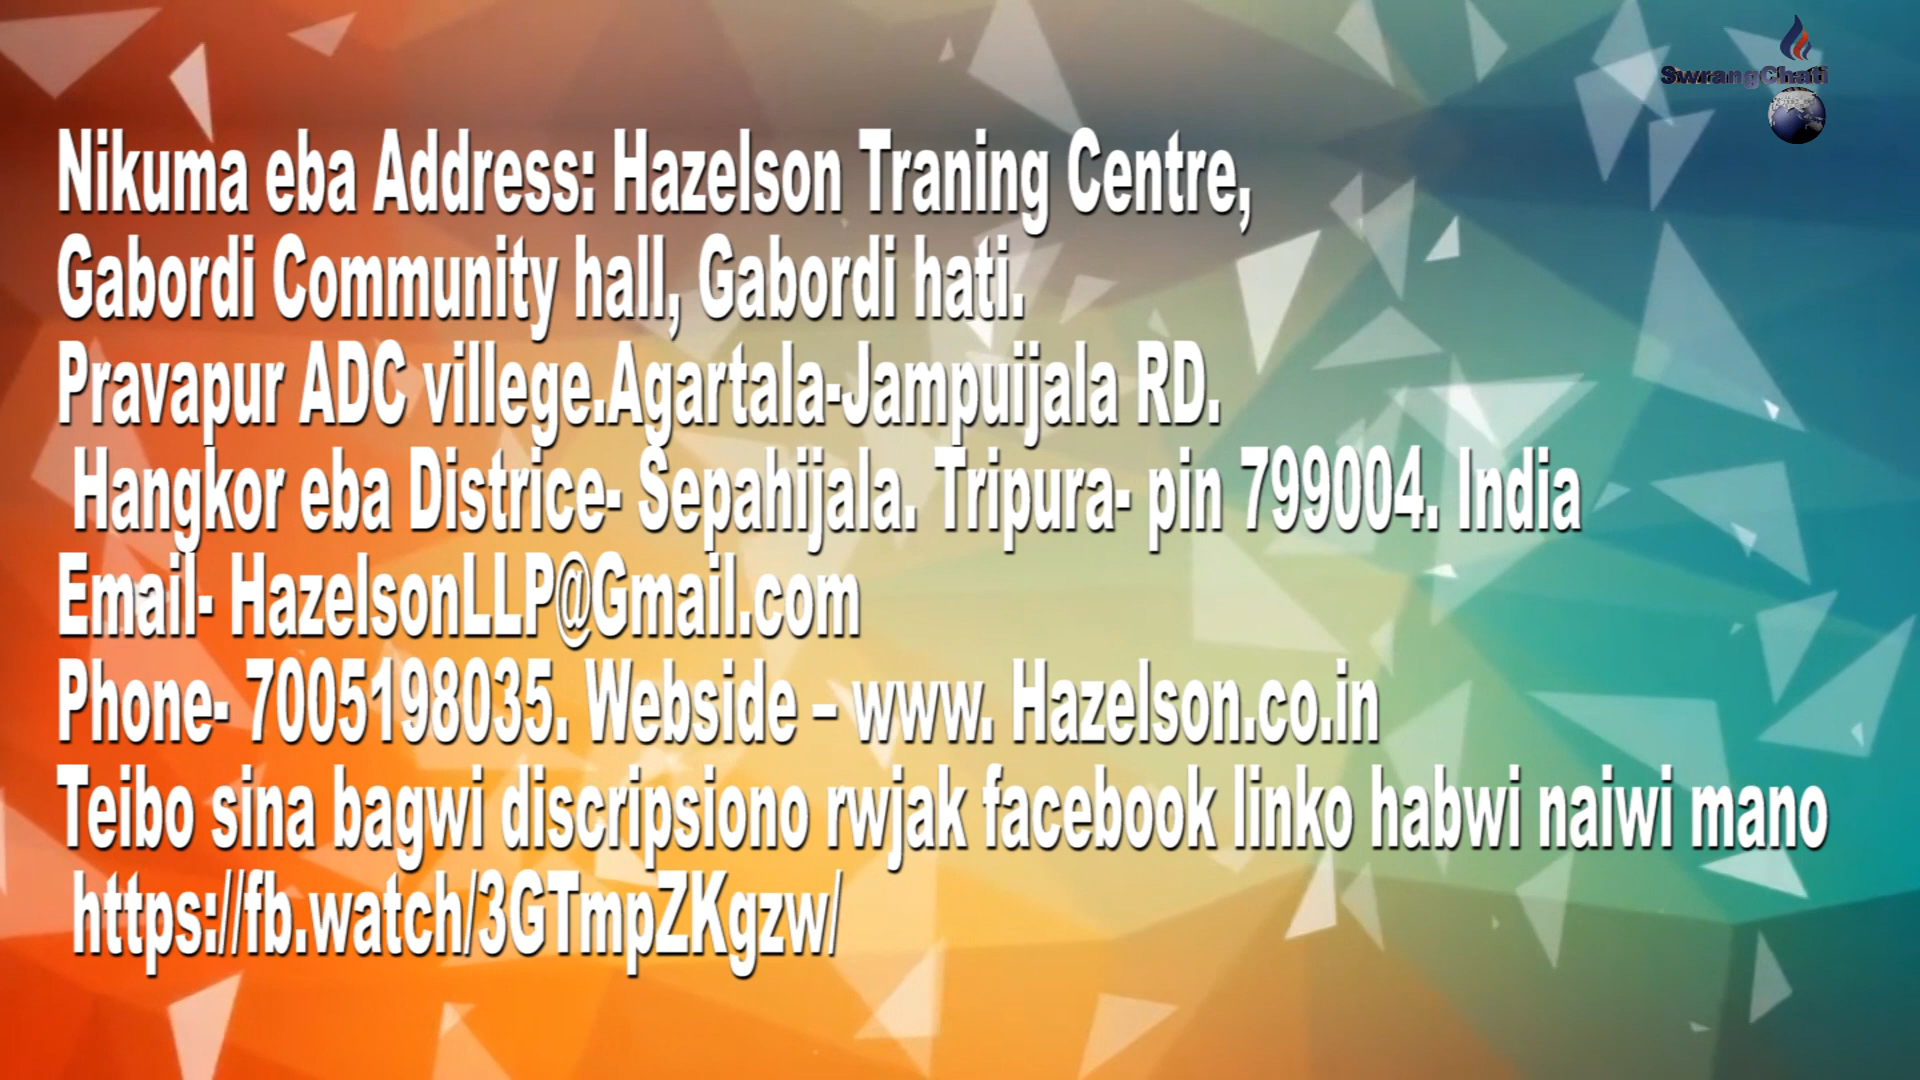 SwrangChati
Nikuma eba Address: Hazelson Traning Centre,
Gabordi Community hall, Gabordi hati.
Pravapur ADC villege.Agartala-Jampuijala RD.
Hangkor eba Districe- Sepahijala. Tripura- pin 799004. India
Email- HazelsonLLP@Gmail.com
Phone- 7005198035. Webside – www. Hazelson.co.in
Teibo sina bagwi discripsiono rwjak facebook linko habwi naiwi mano
https://fb.watch/3GTmpZKgzw/